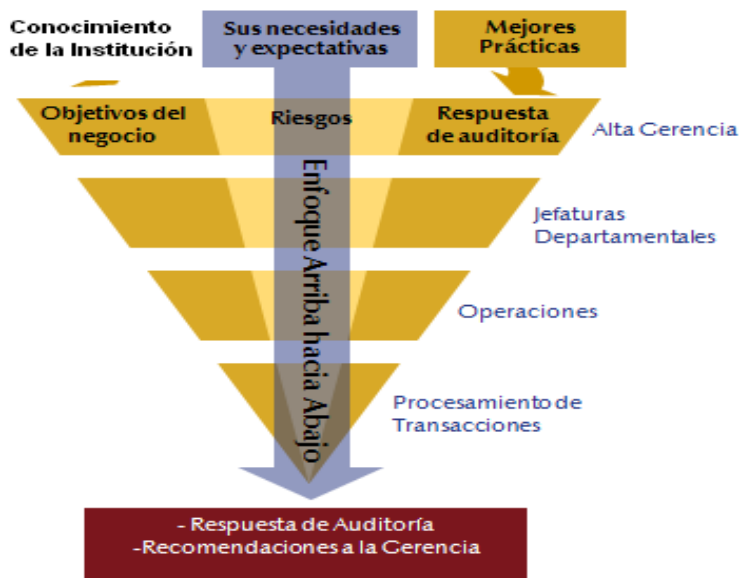 Conocimiento
de la Institución
Sus necesidades
y expectativas
Mejores
Prácticas
Objetivos del
negocio
Riesgos
Respuesta
de auditoría
Alta Gerencia
Enfoque Arriba hacia Abajo
Jefaturas
Departamentales
Operaciones
Procesamiento de
Transacciones
- Respuesta de Auditoría
-Recomendaciones a la Gerencia